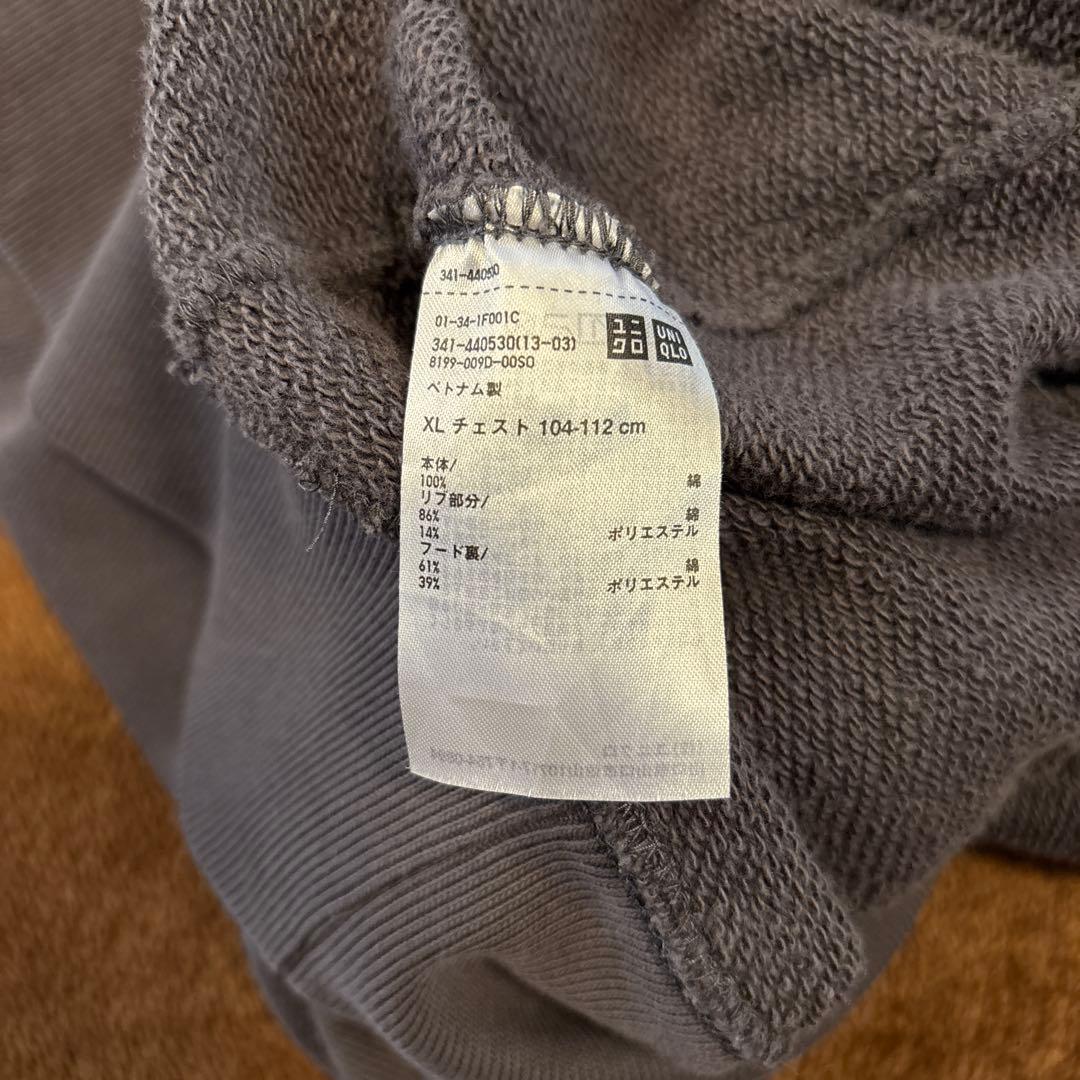 341-440530
01-34-1F001C
341-440530(13-03)
8199-009D-00SO
ユニクロ
UNIQLO
ベトナム製
XL チェスト 104-112 cm
本体/
100% 綿
リブ部分/
86% 綿
14% ポリエステル
フード裏/
61% 綿
39% ポリエステル